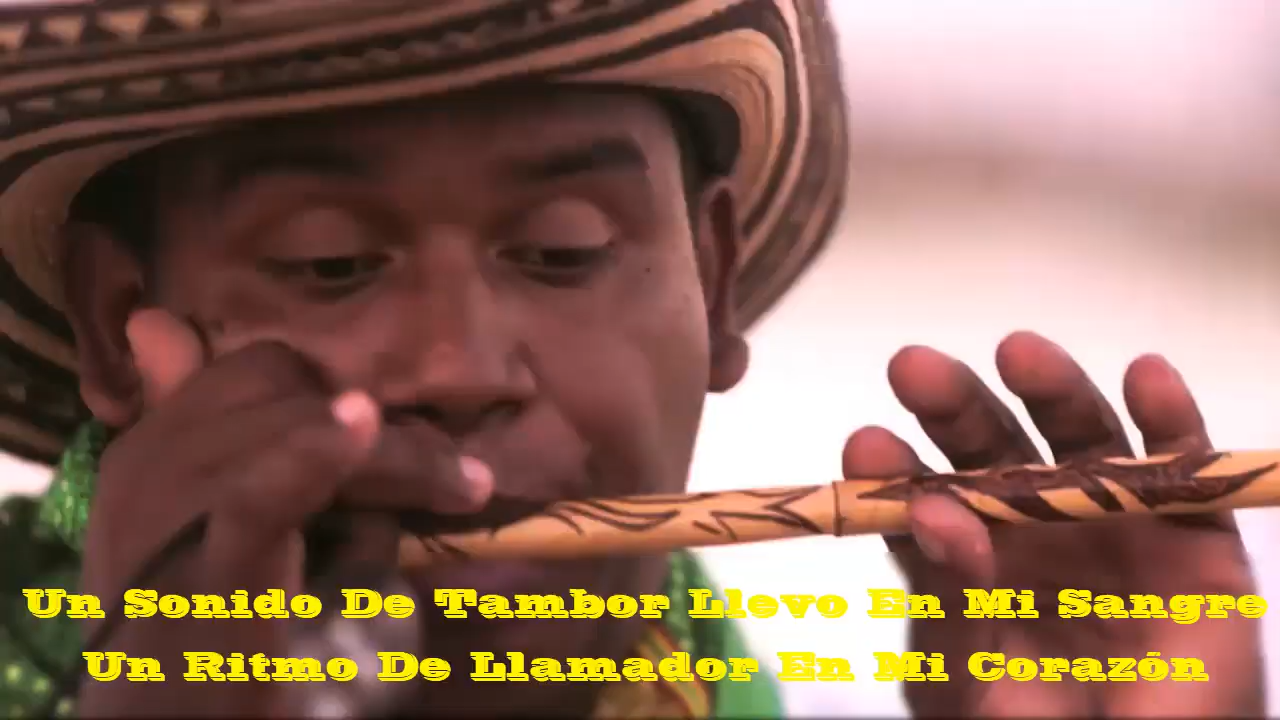 Un Sonido De Tambor Llevo En Mi Sangre
Un Ritmo De Llamador En Mi Corazón